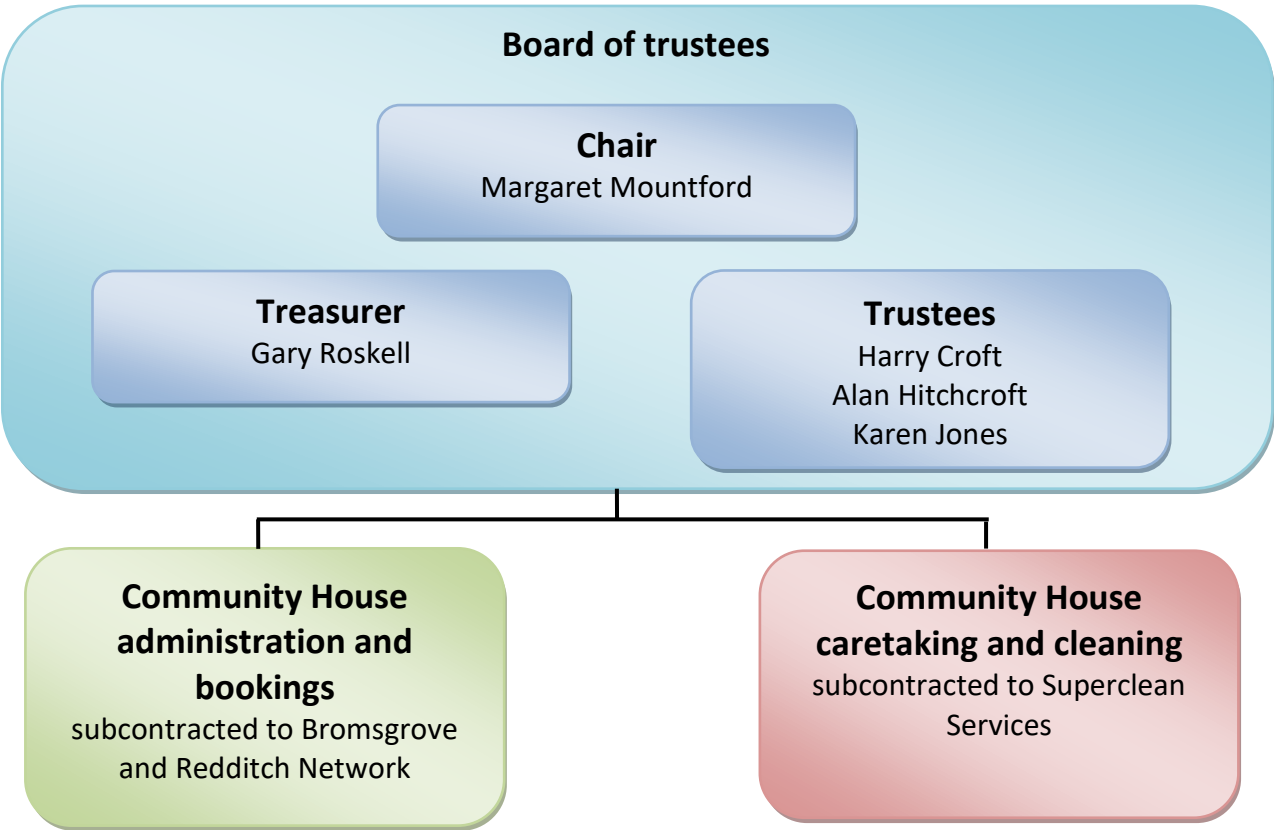 Board of trustees
Chair
Margaret Mountford
Treasurer
Gary Roskell
Trustees
Harry Croft
Alan Hitchcroft
Karen Jones
Community House
administration and
bookings
subcontracted to Bromsgrove
and Redditch Network
Community House
caretaking and cleaning
subcontracted to Superclean
Services